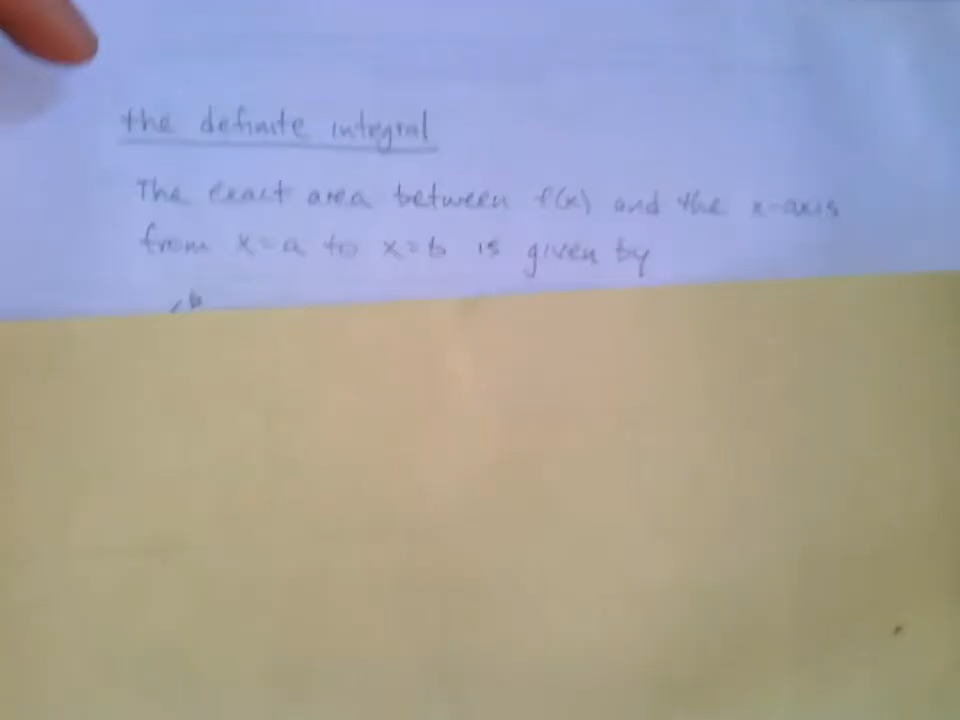 the definite integral
The exact area between f(x) and the x-axis
from x=a to x=b is given by
b